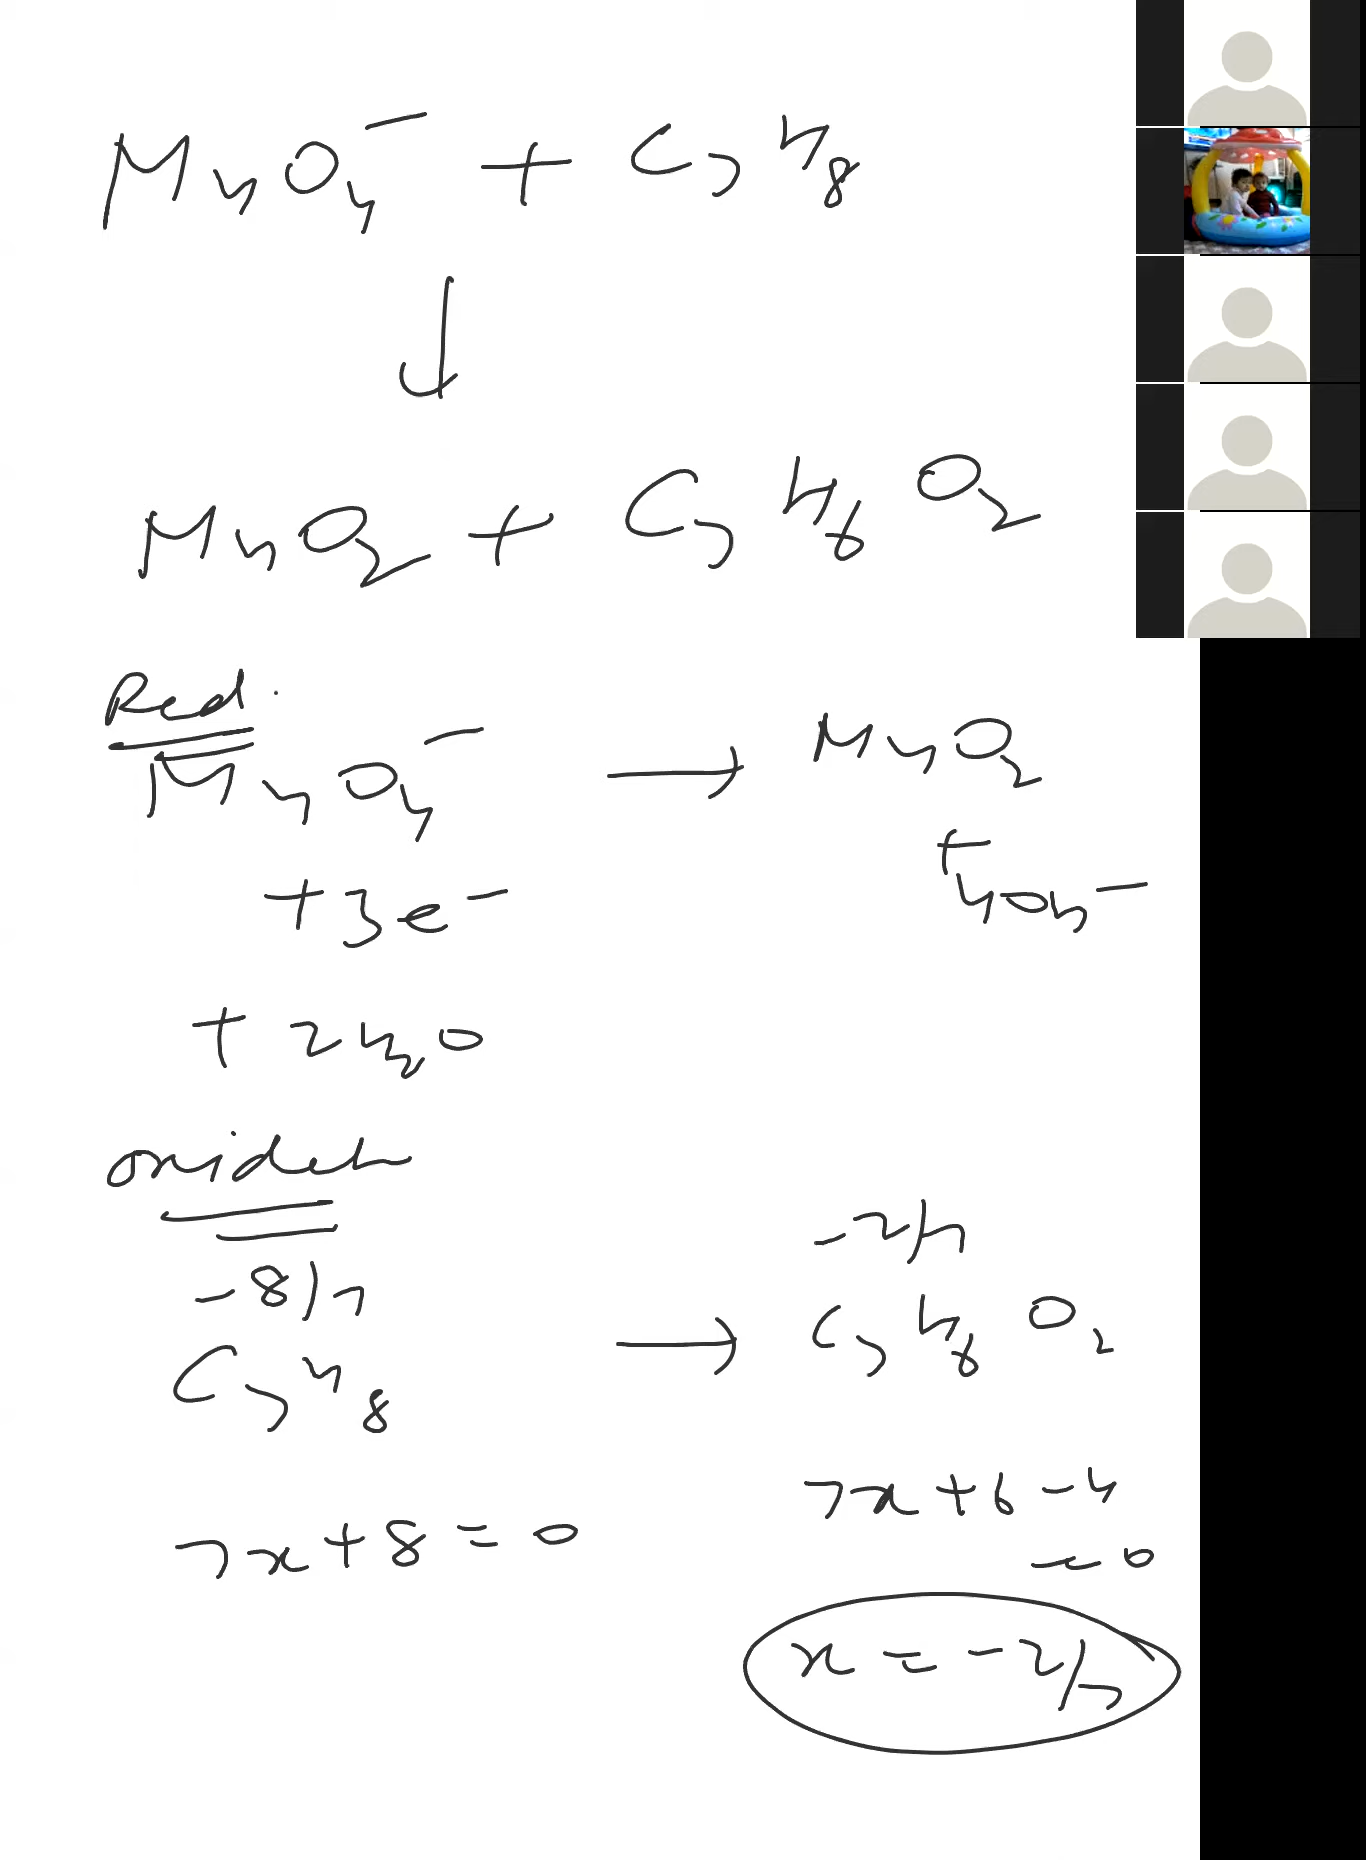 MnO₄⁻ + C₇H₈
↓
MnO₂ + C₇H₆O₂
Red.
MnO₄⁻ → MnO₂
+3e⁻ + 4OH⁻
+ 2H₂O
oxidatn
-8/7 -2/7
C₇H₈ → C₇H₆O₂
7x+8=0 7x+6-4
=0
x = -2/7